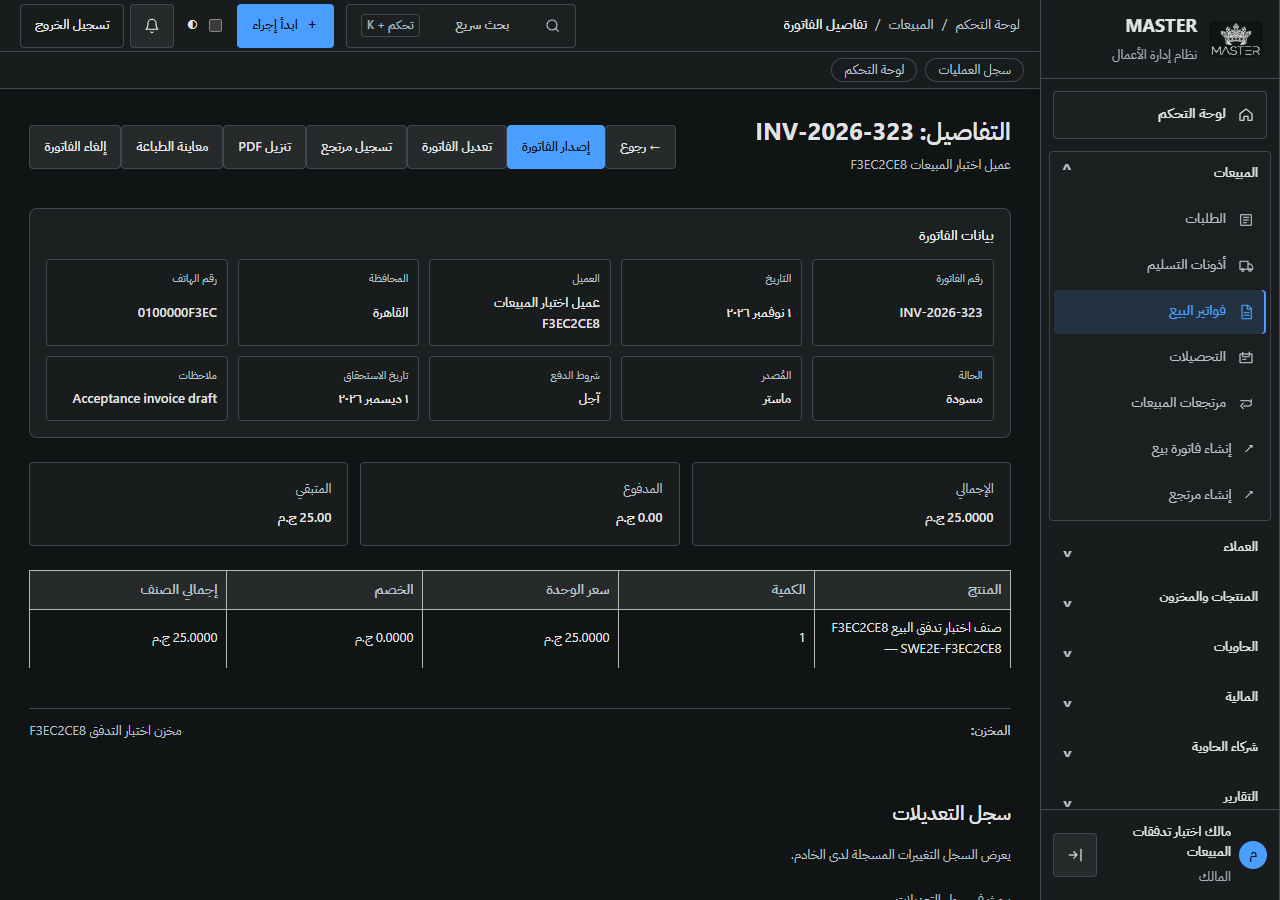 MASTER
نظام إدارة الأعمال
MASTER
لوحة التحكم
المبيعات
الطلبات
أذونات التسليم
فواتير البيع
التحصيلات
مرتجعات المبيعات
إنشاء فاتورة بيع
إنشاء مرتجع
العملاء
المنتجات والمخزون
الحاويات
المالية
شركاء الحاوية
التقارير
مالك اختبار تدفقات المبيعات
المالك
م
لوحة التحكم / المبيعات / تفاصيل الفاتورة
بحث سريع
تحكم + K
+ ابدأ إجراء
تسجيل الخروج
سجل العمليات
لوحة التحكم
التفاصيل: INV-2026-323
عميل اختبار المبيعات F3EC2CE8
← رجوع
إصدار الفاتورة
تعديل الفاتورة
تسجيل مرتجع
تنزيل PDF
معاينة الطباعة
إلغاء الفاتورة
بيانات الفاتورة
رقم الفاتورة
INV-2026-323
التاريخ
١ نوفمبر ٢٠٢٦
العميل
عميل اختبار المبيعات
F3EC2CE8
المحافظة
القاهرة
رقم الهاتف
0100000F3EC
الحالة
مسودة
المُصدر
ماستر
شروط الدفع
آجل
تاريخ الاستحقاق
١ ديسمبر ٢٠٢٦
ملاحظات
Acceptance invoice draft
الإجمالي
25.0000 ج.م
المدفوع
0.00 ج.م
المتبقي
25.00 ج.م
المنتج الكمية سعر الوحدة الخصم إجمالي الصنف
صنف اختبار تدفق البيع F3EC2CE8
— SWE2E-F3EC2CE8
1
25.0000 ج.م
0.0000 ج.م
25.0000 ج.م
المخزن:
مخزن اختبار التدفق F3EC2CE8
سجل التعديلات
يعرض السجل التغييرات المسجلة لدى الخادم.